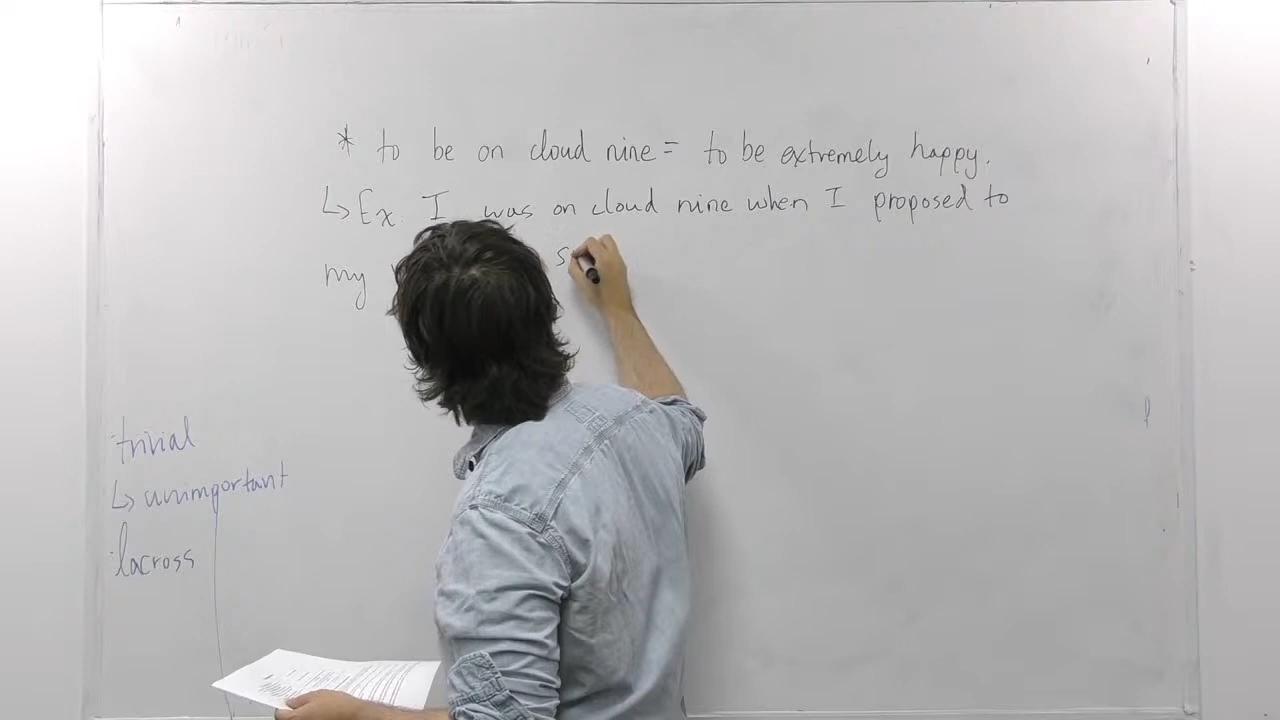 * to be on cloud nine = to be extremely happy.
↳ Ex. I was on cloud nine when I proposed to
my
trivial
↳ unimportant
lacross